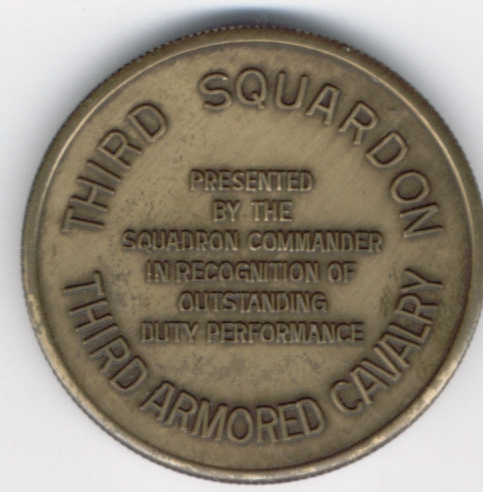 THIRD SQUARDON
PRESENTED
BY THE
SQUADRON COMMANDER
IN RECOGNITION OF
OUTSTANDING
DUTY PERFORMANCE
THIRD ARMORED CAVALRY